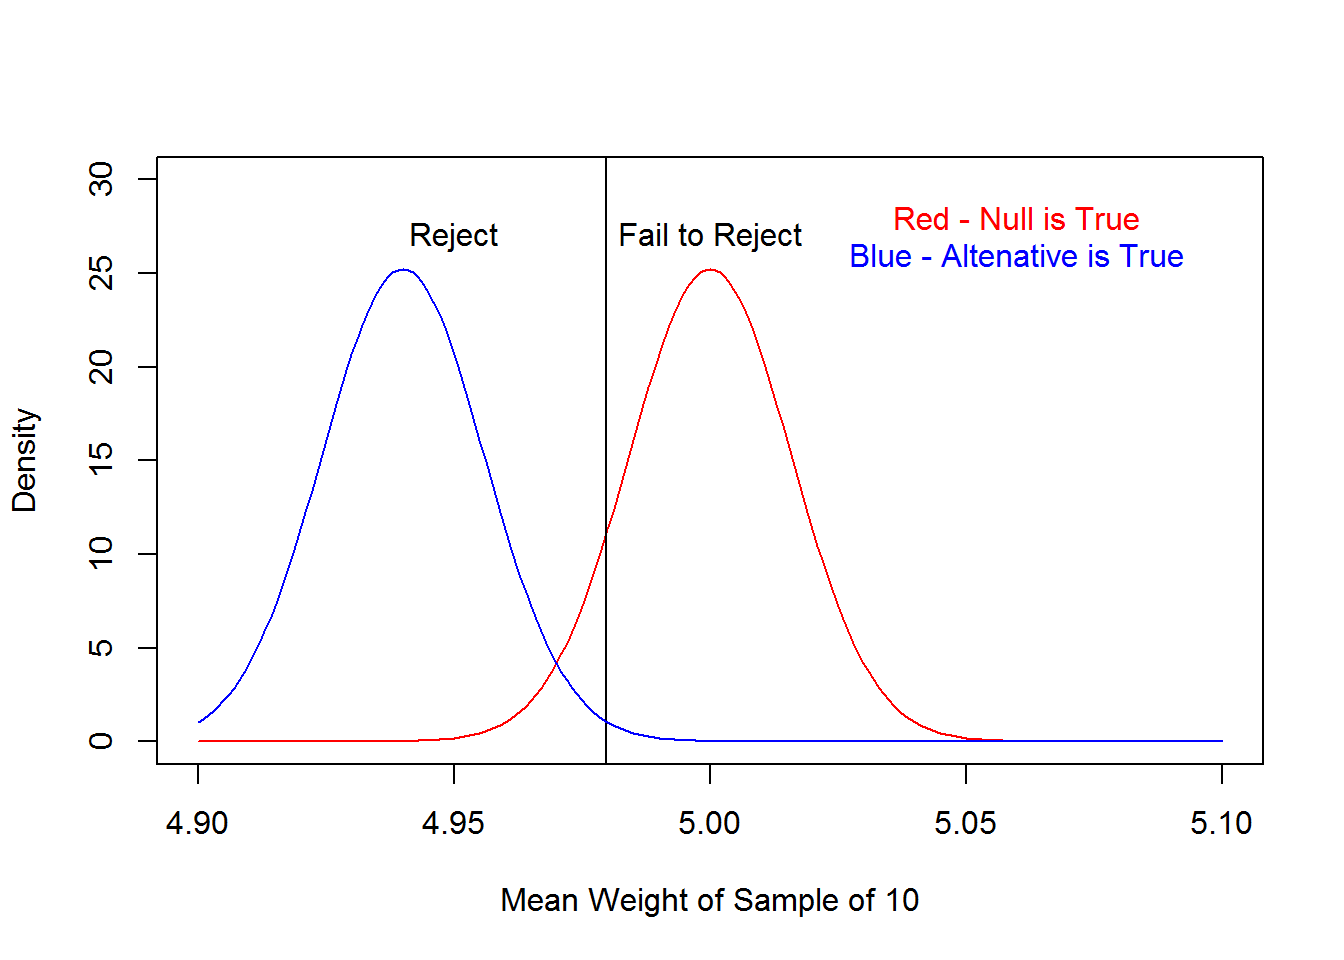 Red - Null is True
Reject
Fail to Reject
Blue - Altenative is True
Density
30
25
20
15
10
5
0
4.90
4.95
5.00
5.05
5.10
Mean Weight of Sample of 10